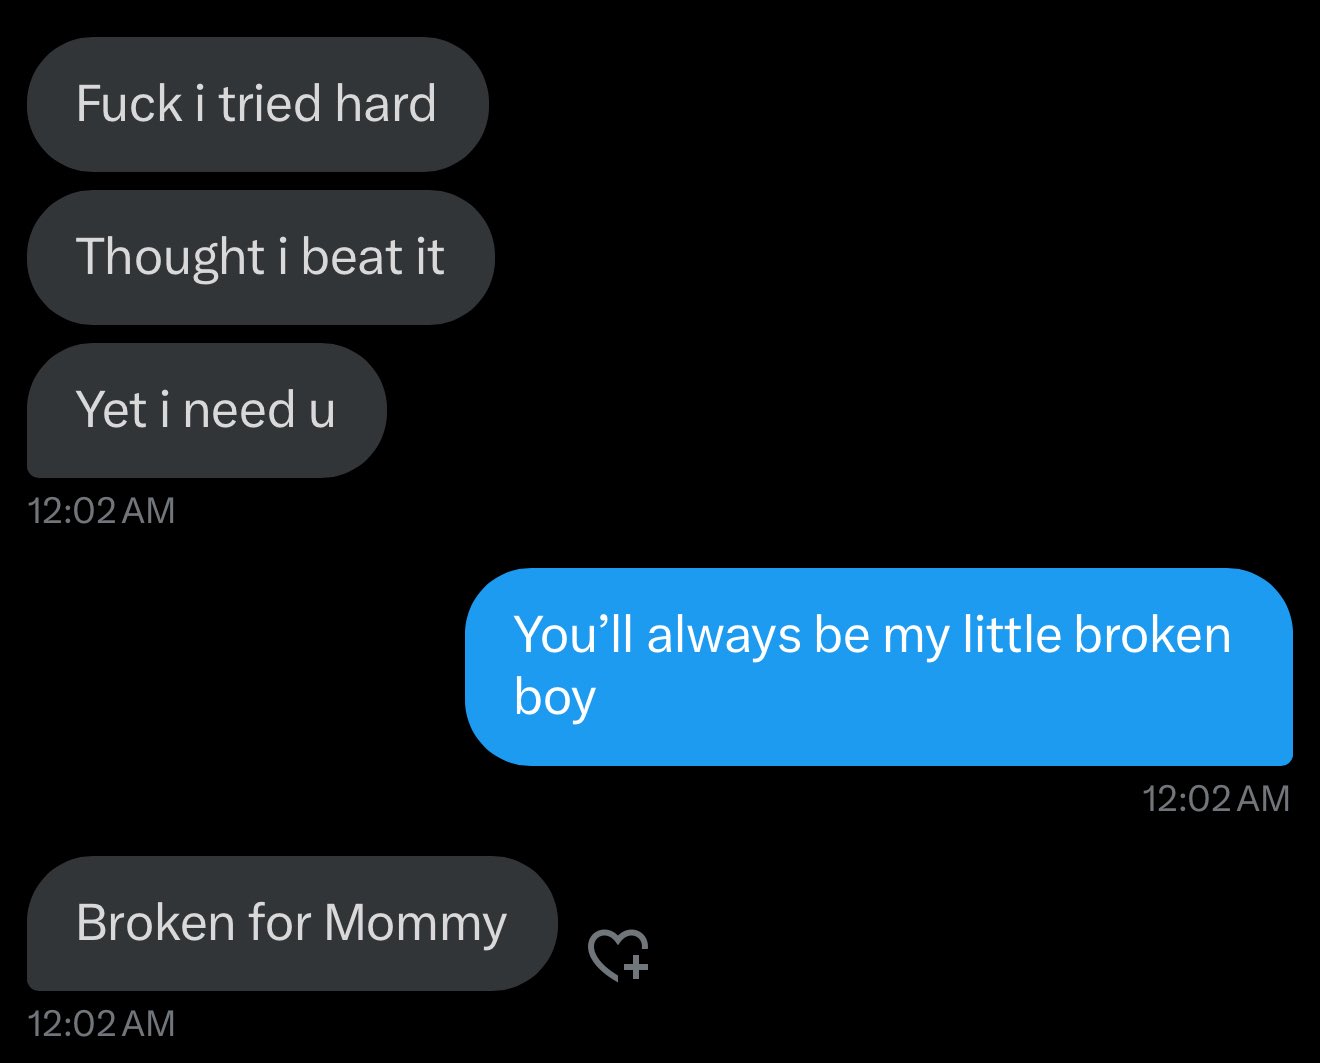 Fuck i tried hard
Thought i beat it
Yet i need u
12:02 AM
You’ll always be my little broken
boy
12:02 AM
Broken for Mommy
12:02 AM